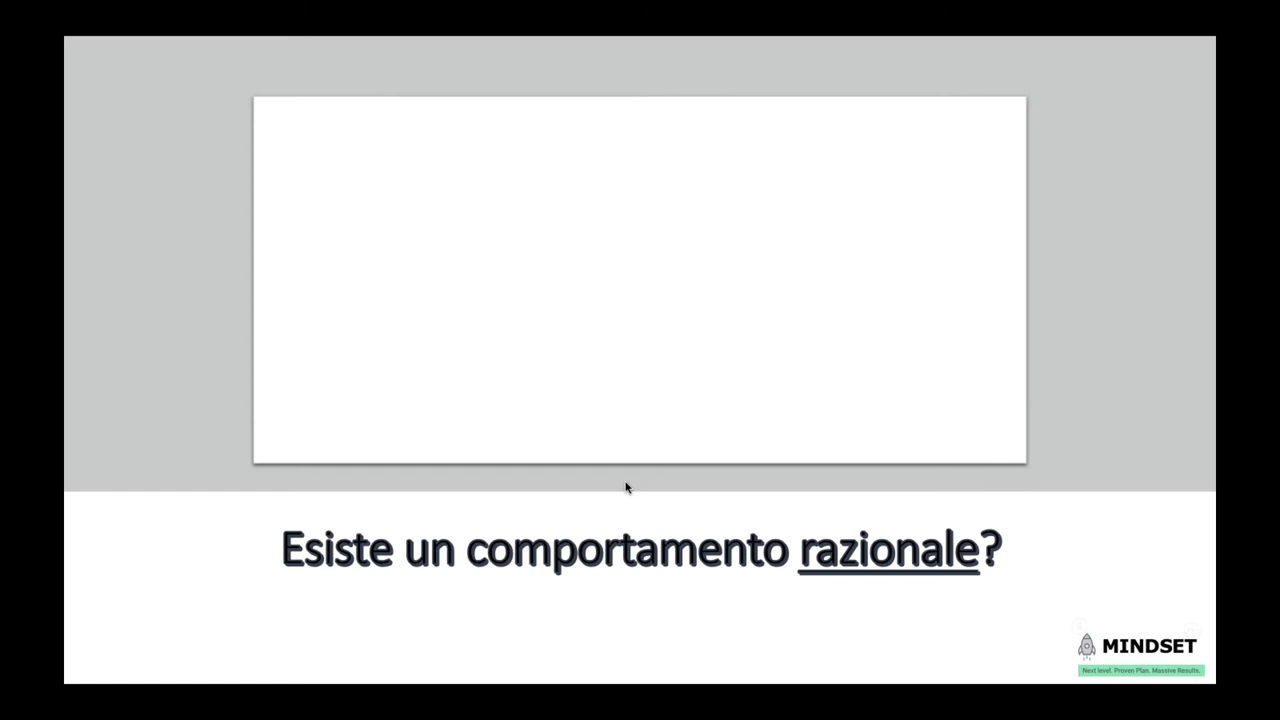 Esiste un comportamento razionale?
MINDSET
Next level. Proven Plan. Massive Results.